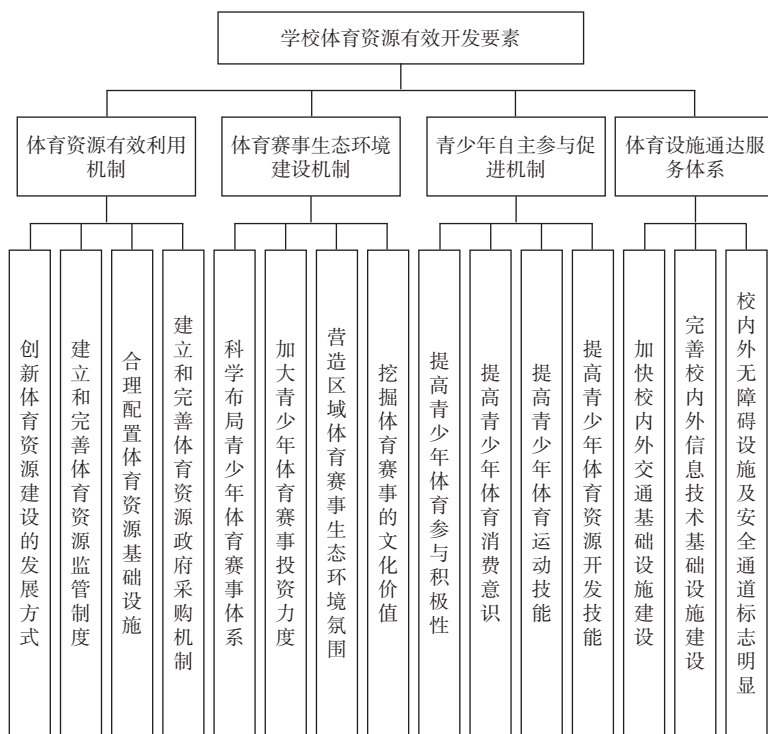 学校体育资源有效开发要素
体育资源有效利用
机制
体育赛事生态环境
建设机制
青少年自主参与促
进机制
体育设施通达服
务体系
创新体育资源建设的发展方式
建立和完善体育资源监管制度
合理配置体育资源基础设施
建立和完善体育资源政府采购机制
科学布局青少年体育赛事体系
加大青少年体育赛事投资力度
营造区域体育赛事生态环境氛围
挖掘体育赛事的文化价值
提高青少年体育参与积极性
提高青少年体育消费意识
提高青少年体育运动技能
提高青少年体育资源开发技能
加快校内外交通基础设施建设
完善校内外信息技术基础设施建设
校内外无障碍设施及安全通道标志明显